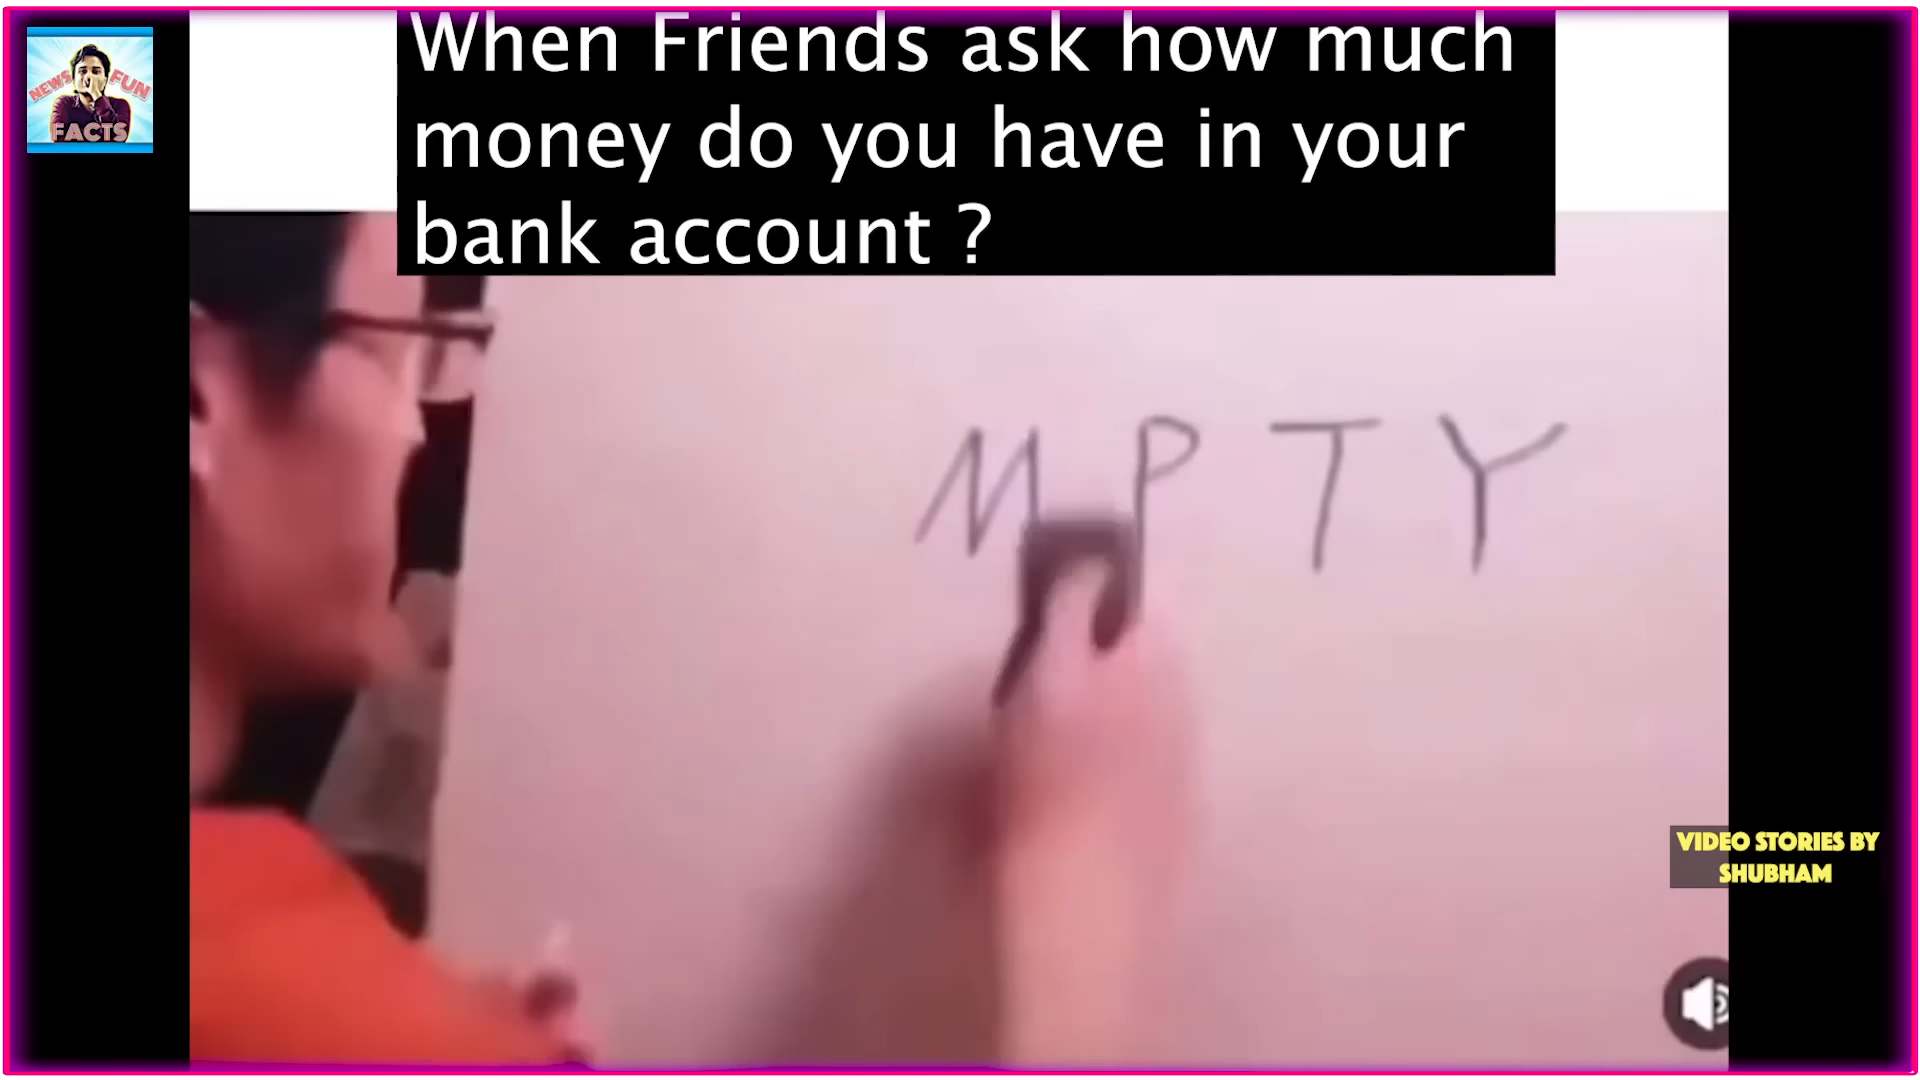 NEWS FUN
FACTS
When Friends ask how much
money do you have in your
bank account ?
M P T Y
VIDEO STORIES BY
SHUBHAM